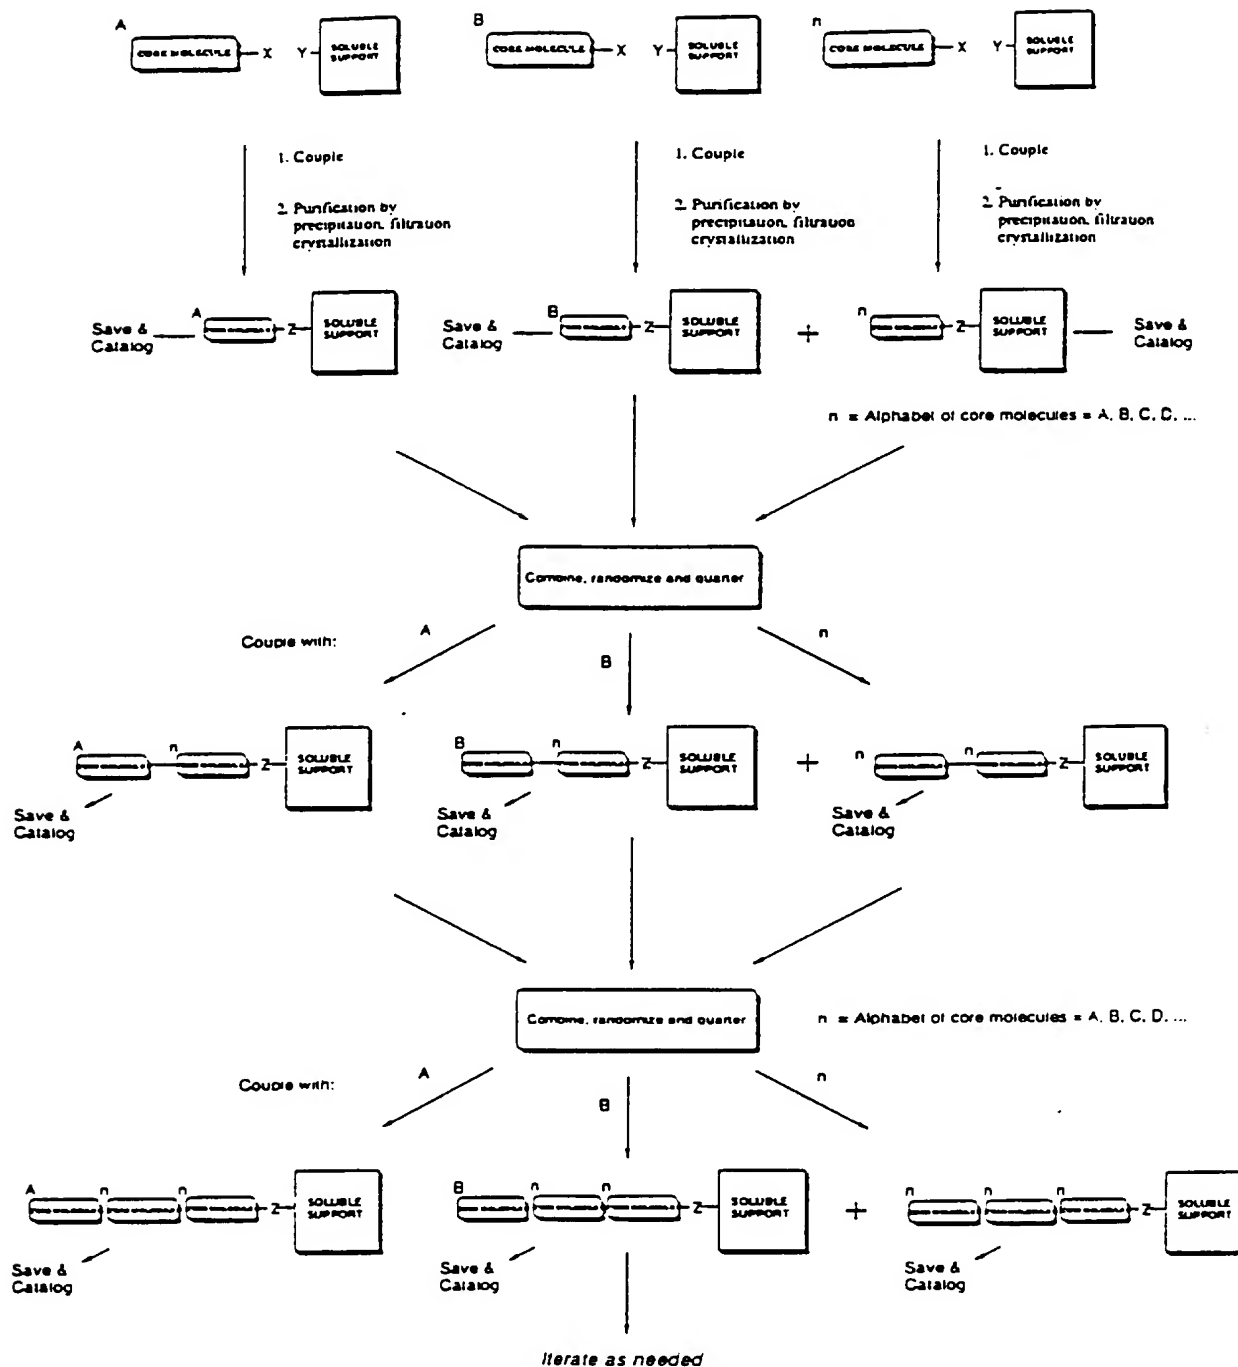 A
CORE MOLECULE
X
Y
SOLUBLE
SUPPORT
B
CORE MOLECULE
X
Y
SOLUBLE
SUPPORT
n
CORE MOLECULE
X
Y
SOLUBLE
SUPPORT
1. Couple
2. Purification by
precipitation, filtration
crystallization
1. Couple
2. Purification by
precipitation, filtration
crystallization
1. Couple
2. Purification by
precipitation, filtration
crystallization
Save &
Catalog
A
Z
SOLUBLE
SUPPORT
Save &
Catalog
B
Z
SOLUBLE
SUPPORT
+
n
Z
SOLUBLE
SUPPORT
Save &
Catalog
n = Alphabet of core molecules = A, B, C, D, ...
Combine, randomize and quarter
Couple with:
A
B
n
A
n
Z
SOLUBLE
SUPPORT
Save &
Catalog
B
n
Z
SOLUBLE
SUPPORT
Save &
Catalog
+
n
n
Z
SOLUBLE
SUPPORT
Save &
Catalog
Combine, randomize and quarter
n = Alphabet of core molecules = A, B, C, D, ...
Couple with:
A
B
n
A
n
n
Z
SOLUBLE
SUPPORT
Save &
Catalog
B
n
n
Z
SOLUBLE
SUPPORT
Save &
Catalog
+
n
n
n
Z
SOLUBLE
SUPPORT
Save &
Catalog
Iterate as needed